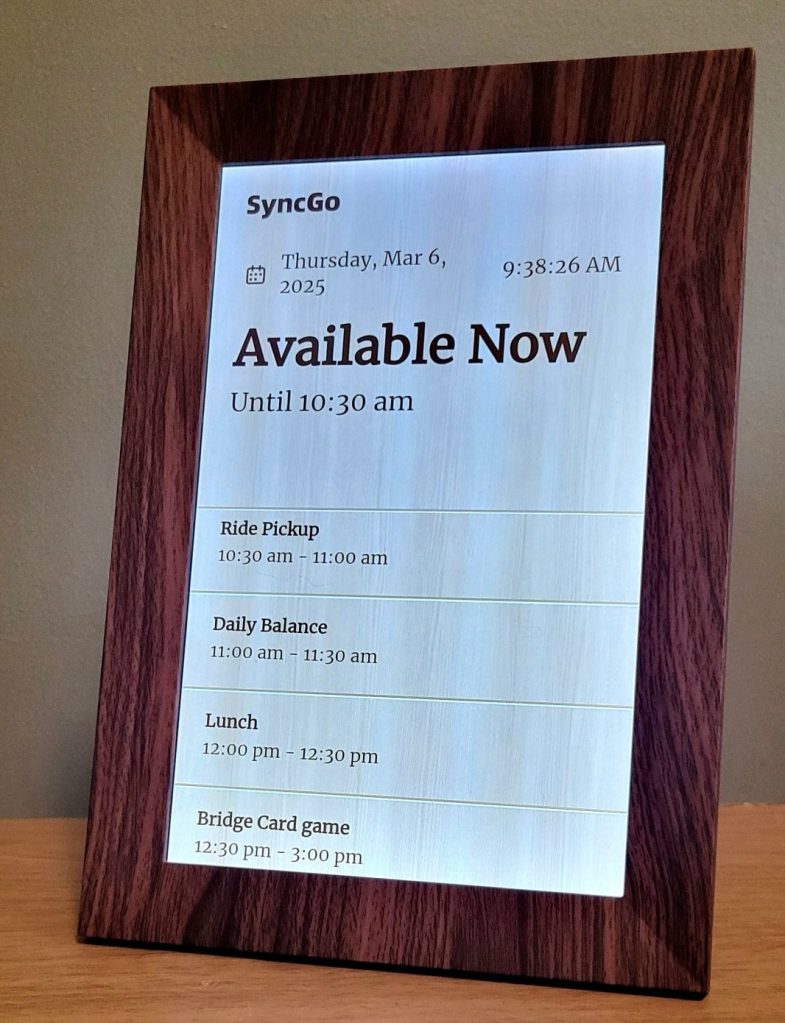 SyncGo
Thursday, Mar 6,
2025
9:38:26 AM
Available Now
Until 10:30 am
Ride Pickup
10:30 am - 11:00 am
Daily Balance
11:00 am - 11:30 am
Lunch
12:00 pm - 12:30 pm
Bridge Card game
12:30 pm - 3:00 pm